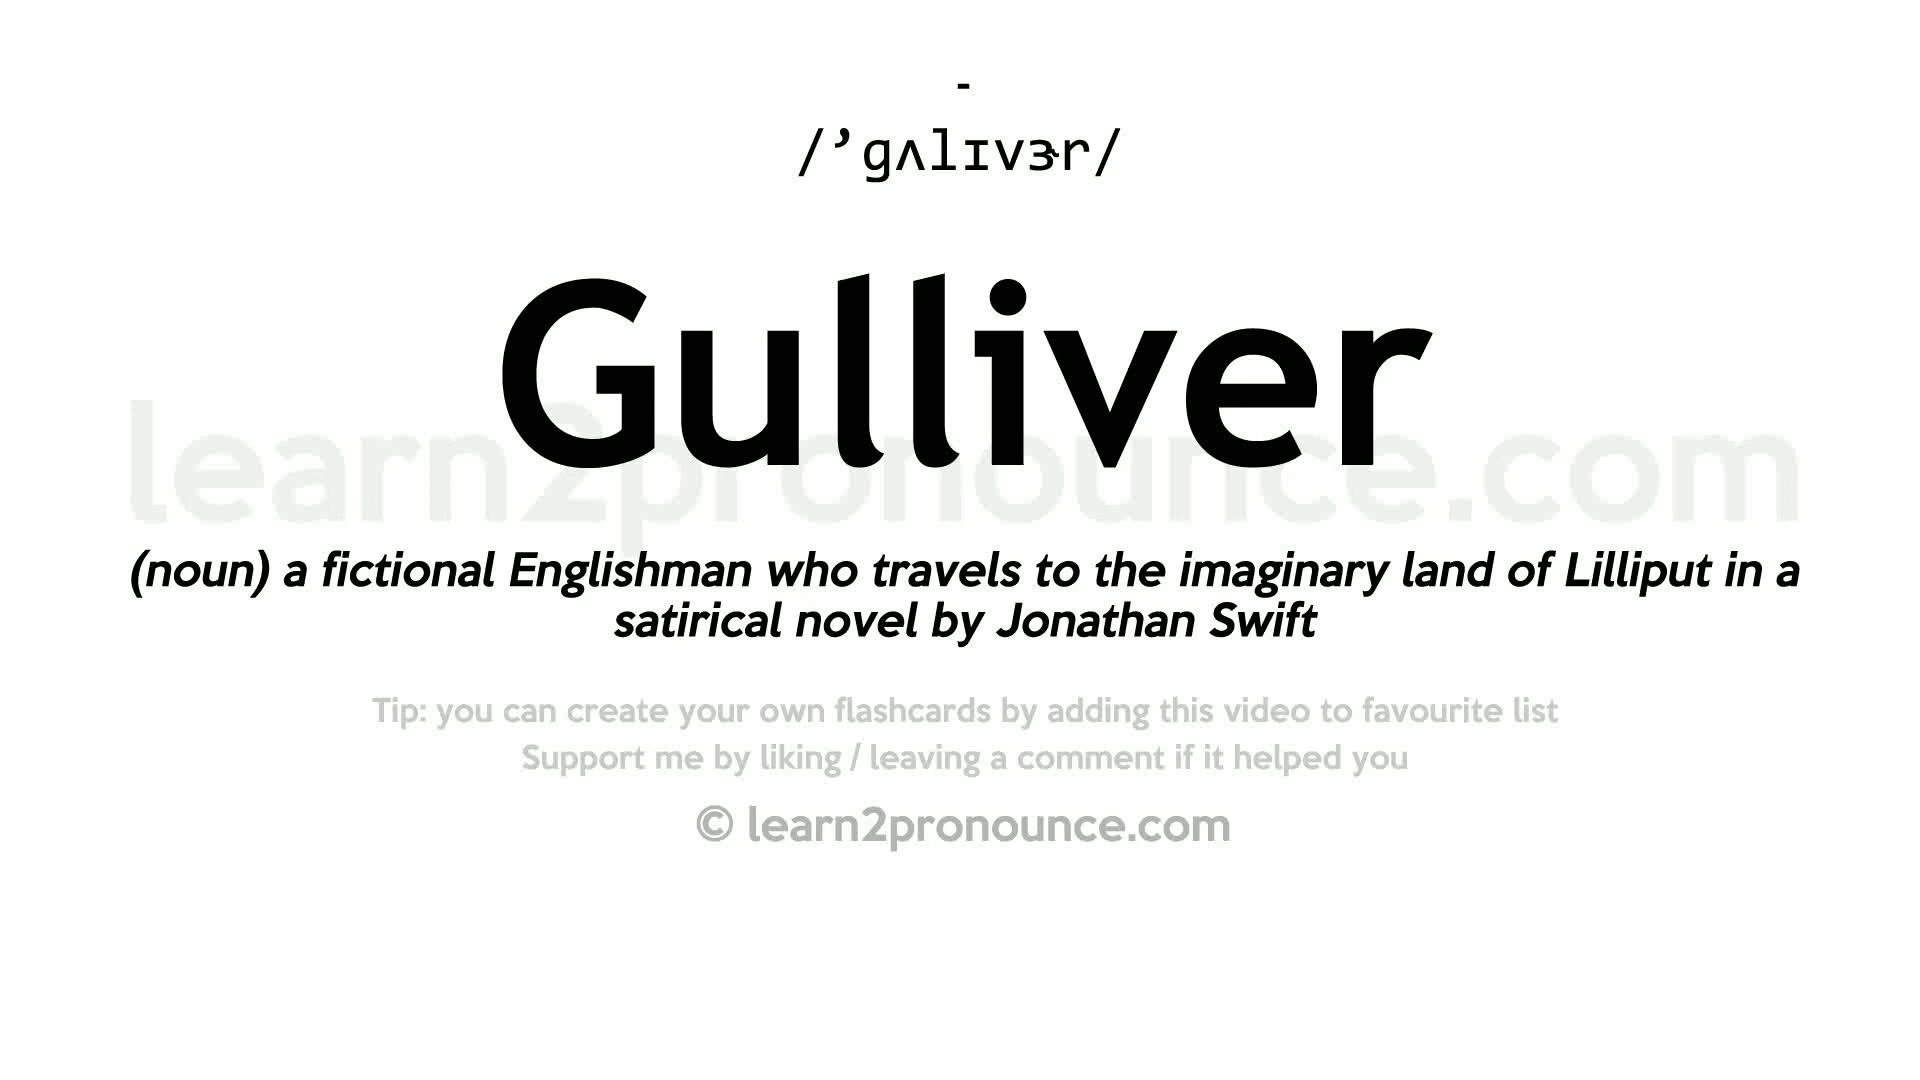 -
/’gʌlɪvɝr/
Gulliver
learn2pronounce.com
(noun) a fictional Englishman who travels to the imaginary land of Lilliput in a
satirical novel by Jonathan Swift
Tip: you can create your own flashcards by adding this video to favourite list
Support me by liking / leaving a comment if it helped you
© learn2pronounce.com